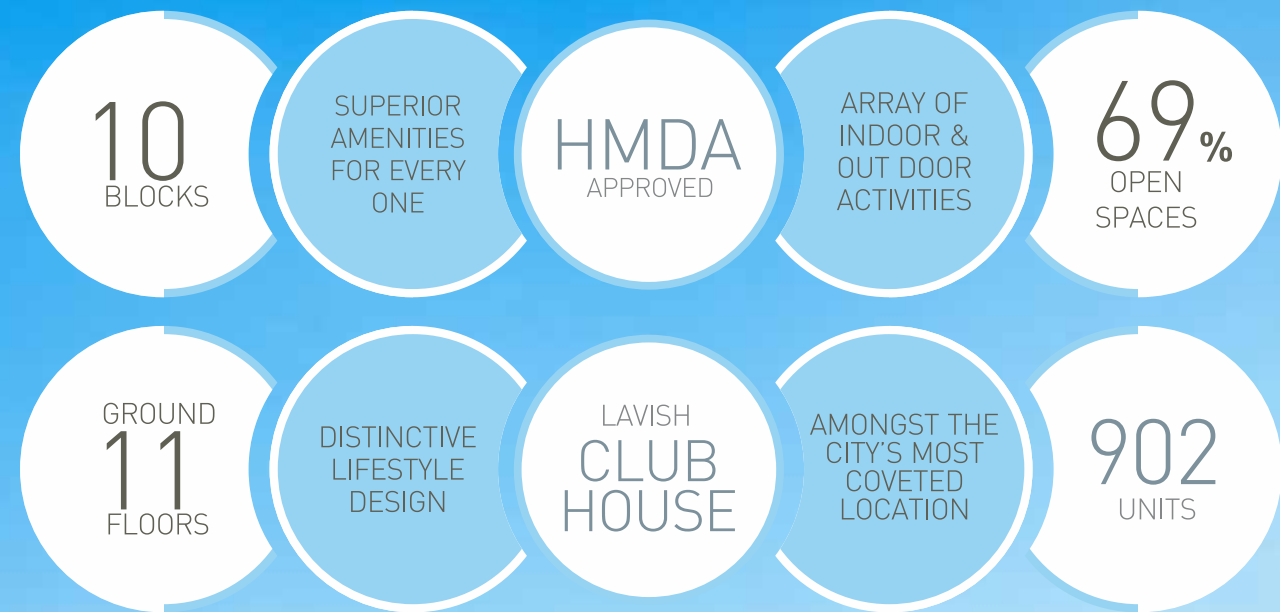 10
BLOCKS
SUPERIOR
AMENITIES
FOR EVERY
ONE
HMDA
APPROVED
ARRAY OF
INDOOR &
OUT DOOR
ACTIVITIES
69%
OPEN
SPACES
GROUND
11
FLOORS
DISTINCTIVE
LIFESTYLE
DESIGN
LAVISH
CLUB
HOUSE
AMONGST THE
CITY'S MOST
COVETED
LOCATION
902
UNITS